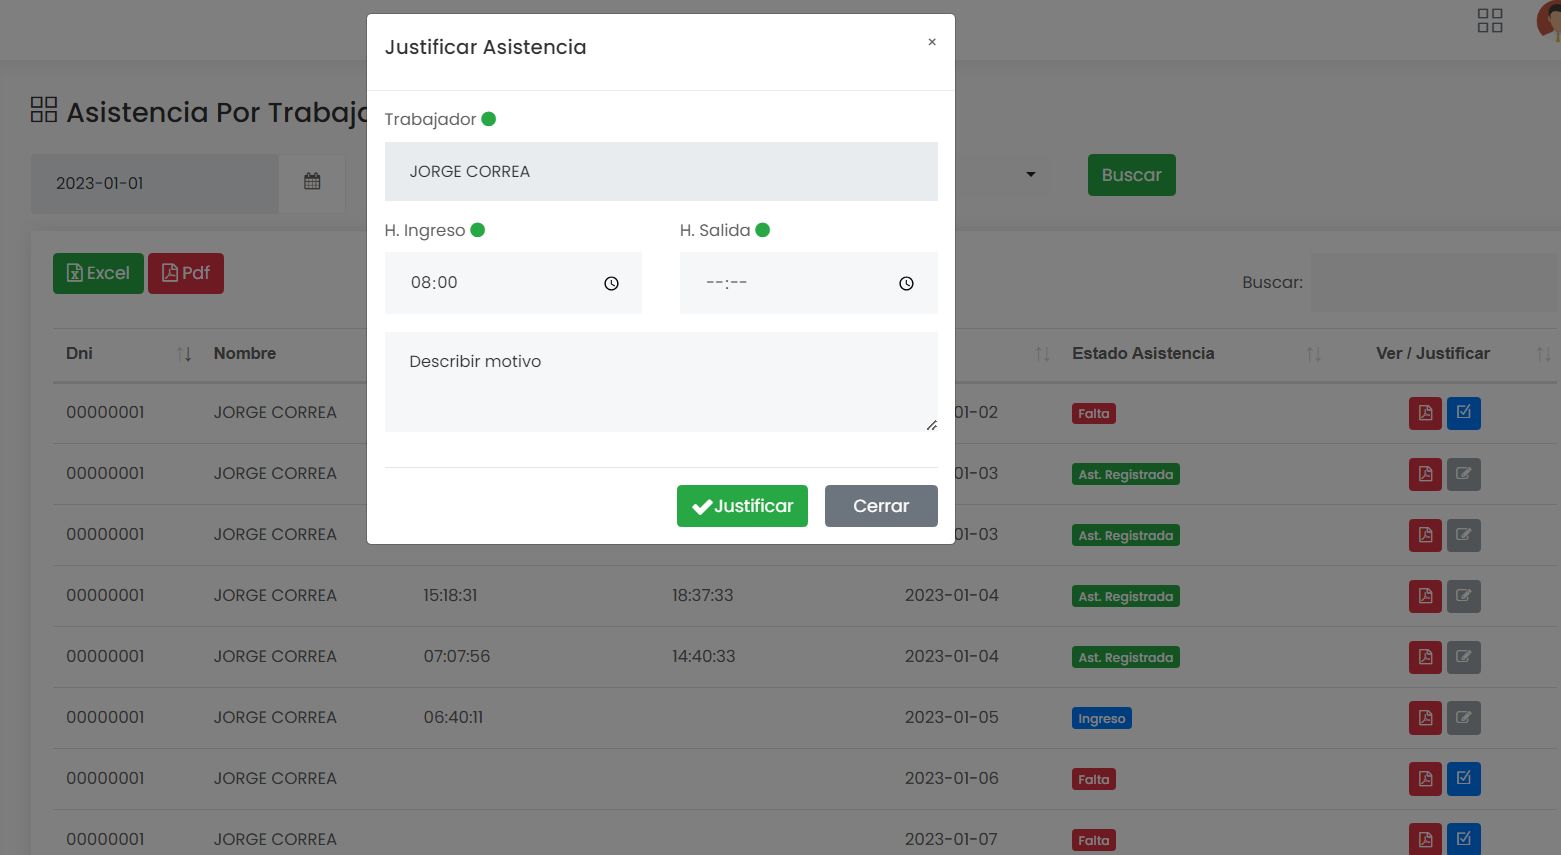 Justificar Asistencia
×
Asistencia Por Trabaja
Trabajador
JORGE CORREA
2023-01-01
Buscar
H. Ingreso
H. Salida
08:00
--:--
Excel
Pdf
Buscar:
Describir motivo
Dni
Nombre
Estado Asistencia
Ver / Justificar
00000001 JORGE CORREA 01-02 Falta
00000001 JORGE CORREA 01-03 Ast. Registrada
Justificar
Cerrar
00000001 JORGE CORREA 01-03 Ast. Registrada
00000001 JORGE CORREA 15:18:31 18:37:33 2023-01-04 Ast. Registrada
00000001 JORGE CORREA 07:07:56 14:40:33 2023-01-04 Ast. Registrada
00000001 JORGE CORREA 06:40:11 2023-01-05 Ingreso
00000001 JORGE CORREA 2023-01-06 Falta
00000001 JORGE CORREA 2023-01-07 Falta